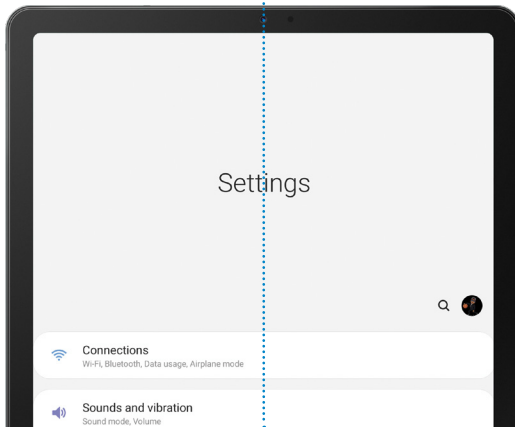 Settings
Connections
Wi-Fi, Bluetooth, Data usage, Airplane mode
Sounds and vibration
Sound mode, Volume